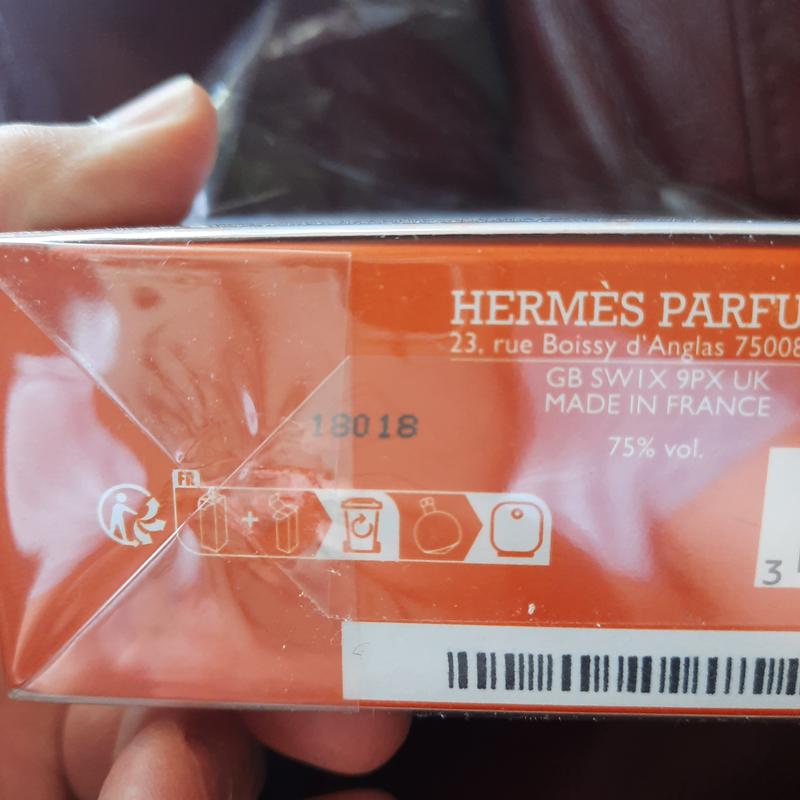 HERMÈS PARFU
23, rue Boissy d'Anglas 75008
GB SW1X 9PX UK
MADE IN FRANCE
18018
75% vol.
FR
+
3